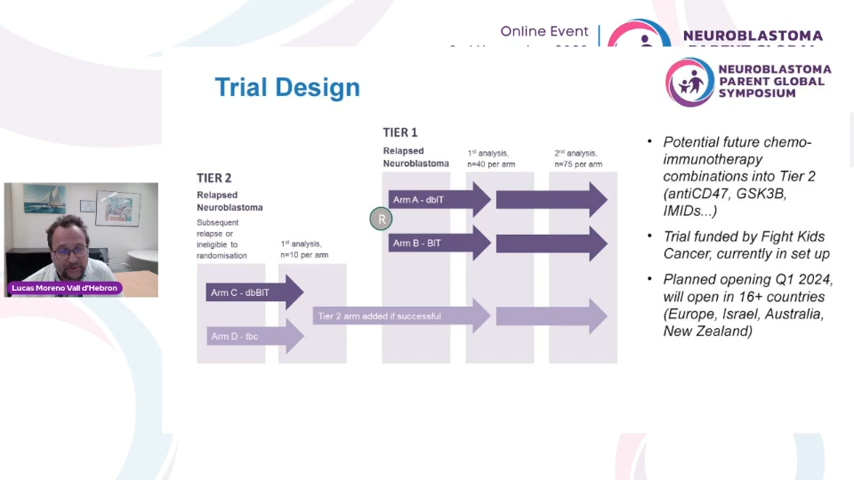 Online Event
NEUROBLASTOMA
NEUROBLASTOMA
PARENT GLOBAL
SYMPOSIUM
Trial Design
TIER 1
Relapsed
Neuroblastoma
1st analysis,
n=40 per arm
2nd analysis,
n=75 per arm
TIER 2
Relapsed
Neuroblastoma
Subsequent
relapse or
ineligible to
randomisation
1st analysis,
n=10 per arm
Arm A - dbIT
R
Arm B - BIT
Arm C - dbBIT
Tier 2 arm added if successful
Arm D - tbc
• Potential future chemo-
immunotherapy
combinations into Tier 2
(antiCD47, GSK3B,
IMIDs...)
• Trial funded by Fight Kids
Cancer, currently in set up
• Planned opening Q1 2024,
will open in 16+ countries
(Europe, Israel, Australia,
New Zealand)
Lucas Moreno Vall d'Hebron